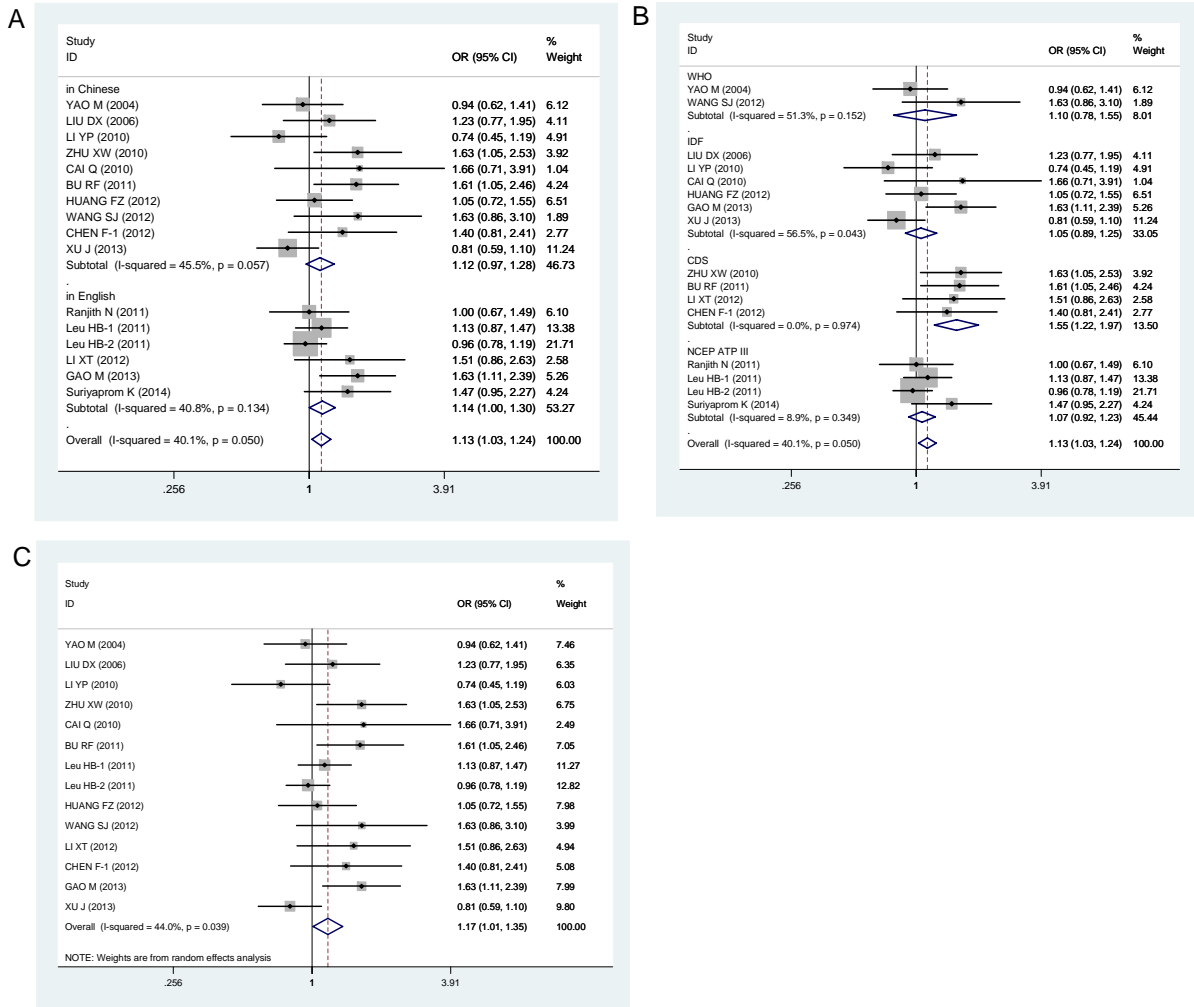 A
Study %
ID OR (95% CI) Weight
in Chinese
YAO M (2004) 0.94 (0.62, 1.41) 6.12
LIU DX (2006) 1.23 (0.77, 1.95) 4.11
LI YP (2010) 0.74 (0.45, 1.19) 4.91
ZHU XW (2010) 1.63 (1.05, 2.53) 3.92
CAI Q (2010) 1.66 (0.71, 3.91) 1.04
BU RF (2011) 1.61 (1.05, 2.46) 4.24
HUANG FZ (2012) 1.05 (0.72, 1.55) 6.51
WANG SJ (2012) 1.63 (0.86, 3.10) 1.89
CHEN F-1 (2012) 1.40 (0.81, 2.41) 2.77
XU J (2013) 0.81 (0.59, 1.10) 11.24
Subtotal (I-squared = 45.5%, p = 0.057) 1.12 (0.97, 1.28) 46.73
.
in English
Ranjith N (2011) 1.00 (0.67, 1.49) 6.10
Leu HB-1 (2011) 1.13 (0.87, 1.47) 13.38
Leu HB-2 (2011) 0.96 (0.78, 1.19) 21.71
LI XT (2012) 1.51 (0.86, 2.63) 2.58
GAO M (2013) 1.63 (1.11, 2.39) 5.26
Suriyaprom K (2014) 1.47 (0.95, 2.27) 4.24
Subtotal (I-squared = 40.8%, p = 0.134) 1.14 (1.00, 1.30) 53.27
.
Overall (I-squared = 40.1%, p = 0.050) 1.13 (1.03, 1.24) 100.00
.256 1 3.91
B
Study %
ID OR (95% CI) Weight
WHO
YAO M (2004) 0.94 (0.62, 1.41) 6.12
WANG SJ (2012) 1.63 (0.86, 3.10) 1.89
Subtotal (I-squared = 51.3%, p = 0.152) 1.10 (0.78, 1.55) 8.01
.
IDF
LIU DX (2006) 1.23 (0.77, 1.95) 4.11
LI YP (2010) 0.74 (0.45, 1.19) 4.91
CAI Q (2010) 1.66 (0.71, 3.91) 1.04
HUANG FZ (2012) 1.05 (0.72, 1.55) 6.51
GAO M (2013) 1.63 (1.11, 2.39) 5.26
XU J (2013) 0.81 (0.59, 1.10) 11.24
Subtotal (I-squared = 56.5%, p = 0.043) 1.05 (0.89, 1.25) 33.05
.
CDS
ZHU XW (2010) 1.63 (1.05, 2.53) 3.92
BU RF (2011) 1.61 (1.05, 2.46) 4.24
LI XT (2012) 1.51 (0.86, 2.63) 2.58
CHEN F-1 (2012) 1.40 (0.81, 2.41) 2.77
Subtotal (I-squared = 0.0%, p = 0.974) 1.55 (1.22, 1.97) 13.50
.
NCEP ATP III
Ranjith N (2011) 1.00 (0.67, 1.49) 6.10
Leu HB-1 (2011) 1.13 (0.87, 1.47) 13.38
Leu HB-2 (2011) 0.96 (0.78, 1.19) 21.71
Suriyaprom K (2014) 1.47 (0.95, 2.27) 4.24
Subtotal (I-squared = 8.9%, p = 0.349) 1.07 (0.92, 1.23) 45.44
.
Overall (I-squared = 40.1%, p = 0.050) 1.13 (1.03, 1.24) 100.00
.256 1 3.91
C
Study %
ID OR (95% CI) Weight
YAO M (2004) 0.94 (0.62, 1.41) 7.46
LIU DX (2006) 1.23 (0.77, 1.95) 6.35
LI YP (2010) 0.74 (0.45, 1.19) 6.03
ZHU XW (2010) 1.63 (1.05, 2.53) 6.75
CAI Q (2010) 1.66 (0.71, 3.91) 2.49
BU RF (2011) 1.61 (1.05, 2.46) 7.05
Leu HB-1 (2011) 1.13 (0.87, 1.47) 11.27
Leu HB-2 (2011) 0.96 (0.78, 1.19) 12.82
HUANG FZ (2012) 1.05 (0.72, 1.55) 7.98
WANG SJ (2012) 1.63 (0.86, 3.10) 3.99
LI XT (2012) 1.51 (0.86, 2.63) 4.94
CHEN F-1 (2012) 1.40 (0.81, 2.41) 5.08
GAO M (2013) 1.63 (1.11, 2.39) 7.99
XU J (2013) 0.81 (0.59, 1.10) 9.80
Overall (I-squared = 44.0%, p = 0.039) 1.17 (1.01, 1.35) 100.00
NOTE: Weights are from random effects analysis
.256 1 3.91